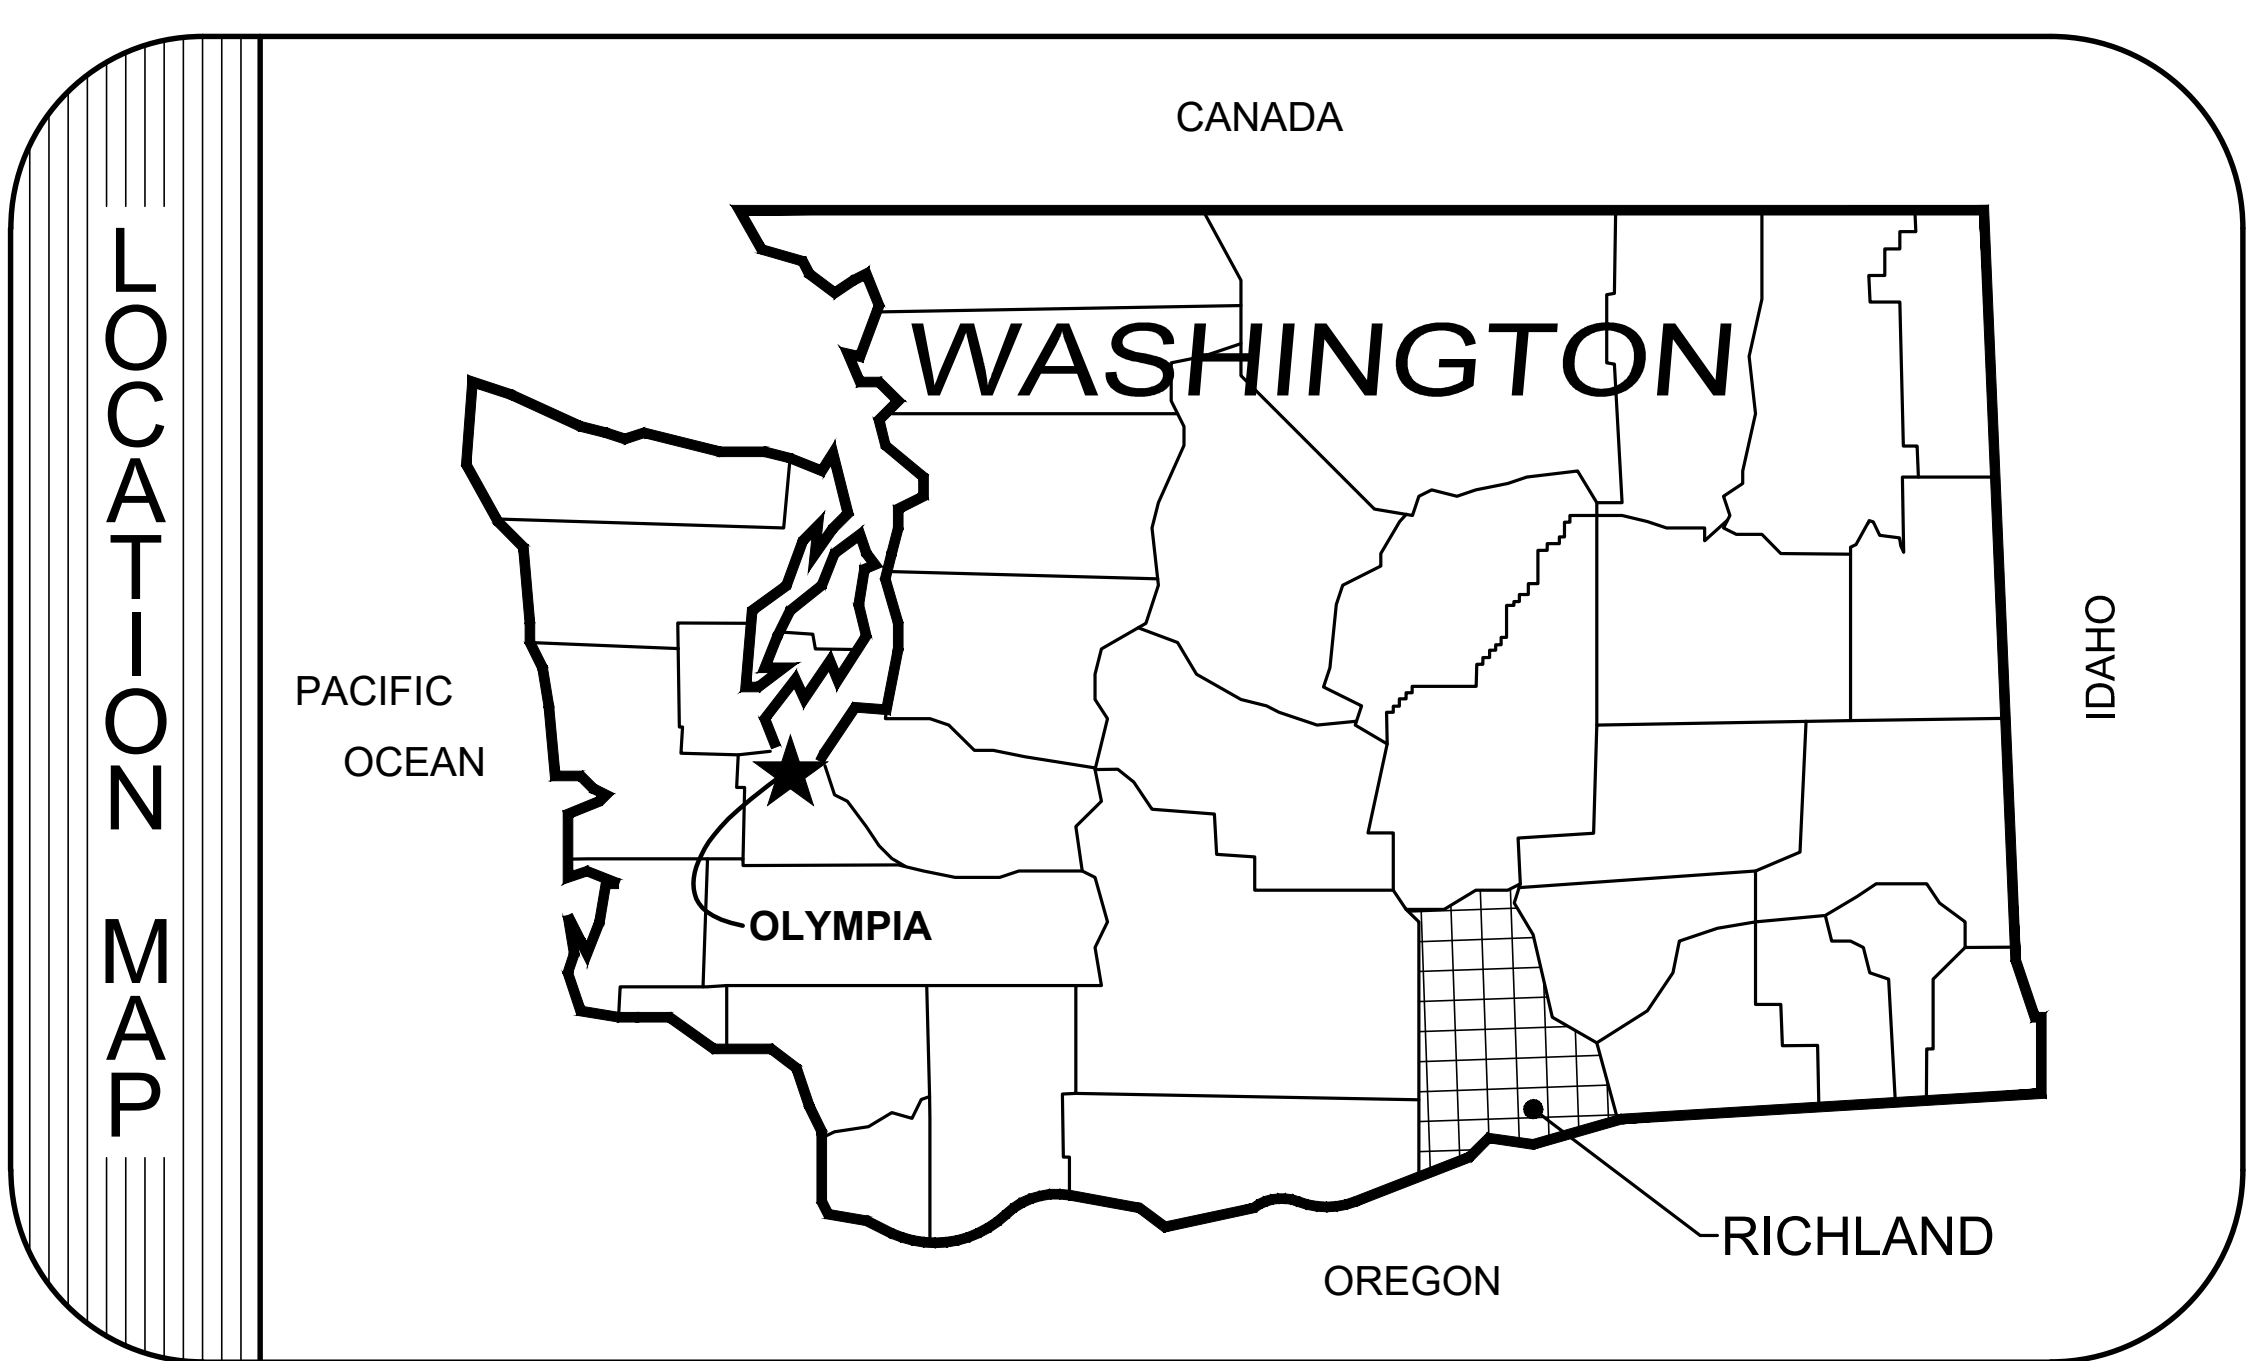 LOCATION MAP
CANADA
WASHINGTON
PACIFIC
OCEAN
IDAHO
OLYMPIA
RICHLAND
OREGON